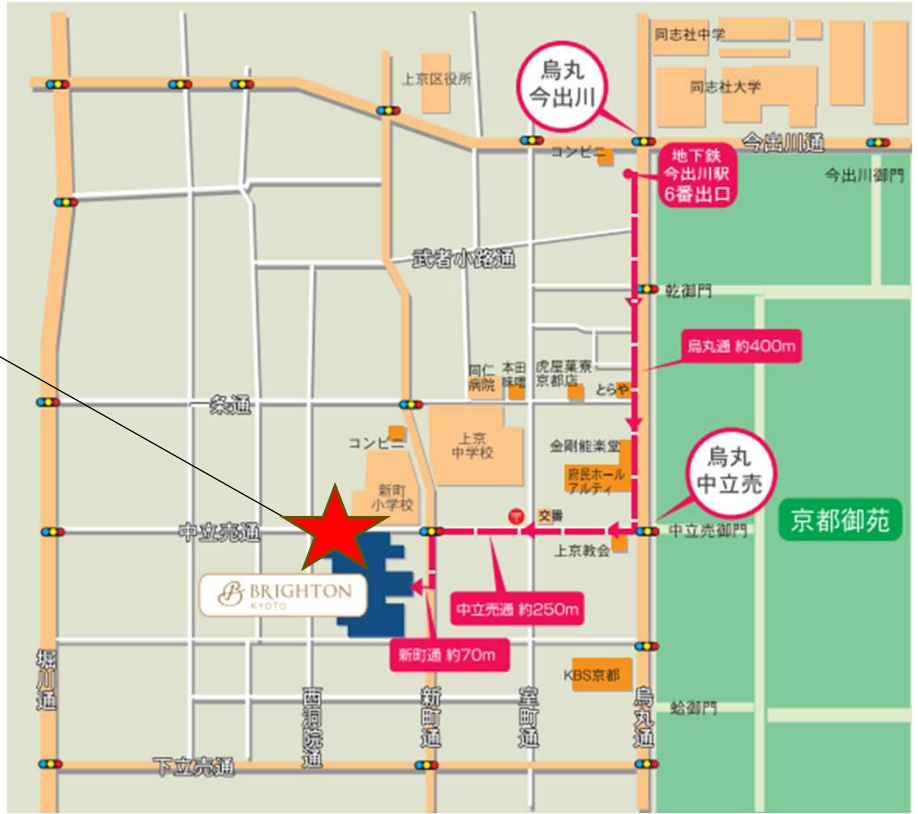 同志社中学
同志社大学
上京区役所
烏丸
今出川
今出川通
コンビニ
地下鉄
今出川駅
6番出口
今出川御門
武者小路通
乾御門
烏丸通 約400m
同仁
病院
本田
味噌
虎屋菓寮
京都店
とらや
一条通
コンビニ
上京
中学校
金剛能楽堂
府民ホール
アルティ
烏丸
中立売
新町
小学校
京都御苑
中立売通
交番
上京教会
中立売御門
BRIGHTON
KYOTO
中立売通 約250m
新町通 約70m
KBS京都
堀川通
西洞院通
新町通
室町通
烏丸通
蛤御門
下立売通